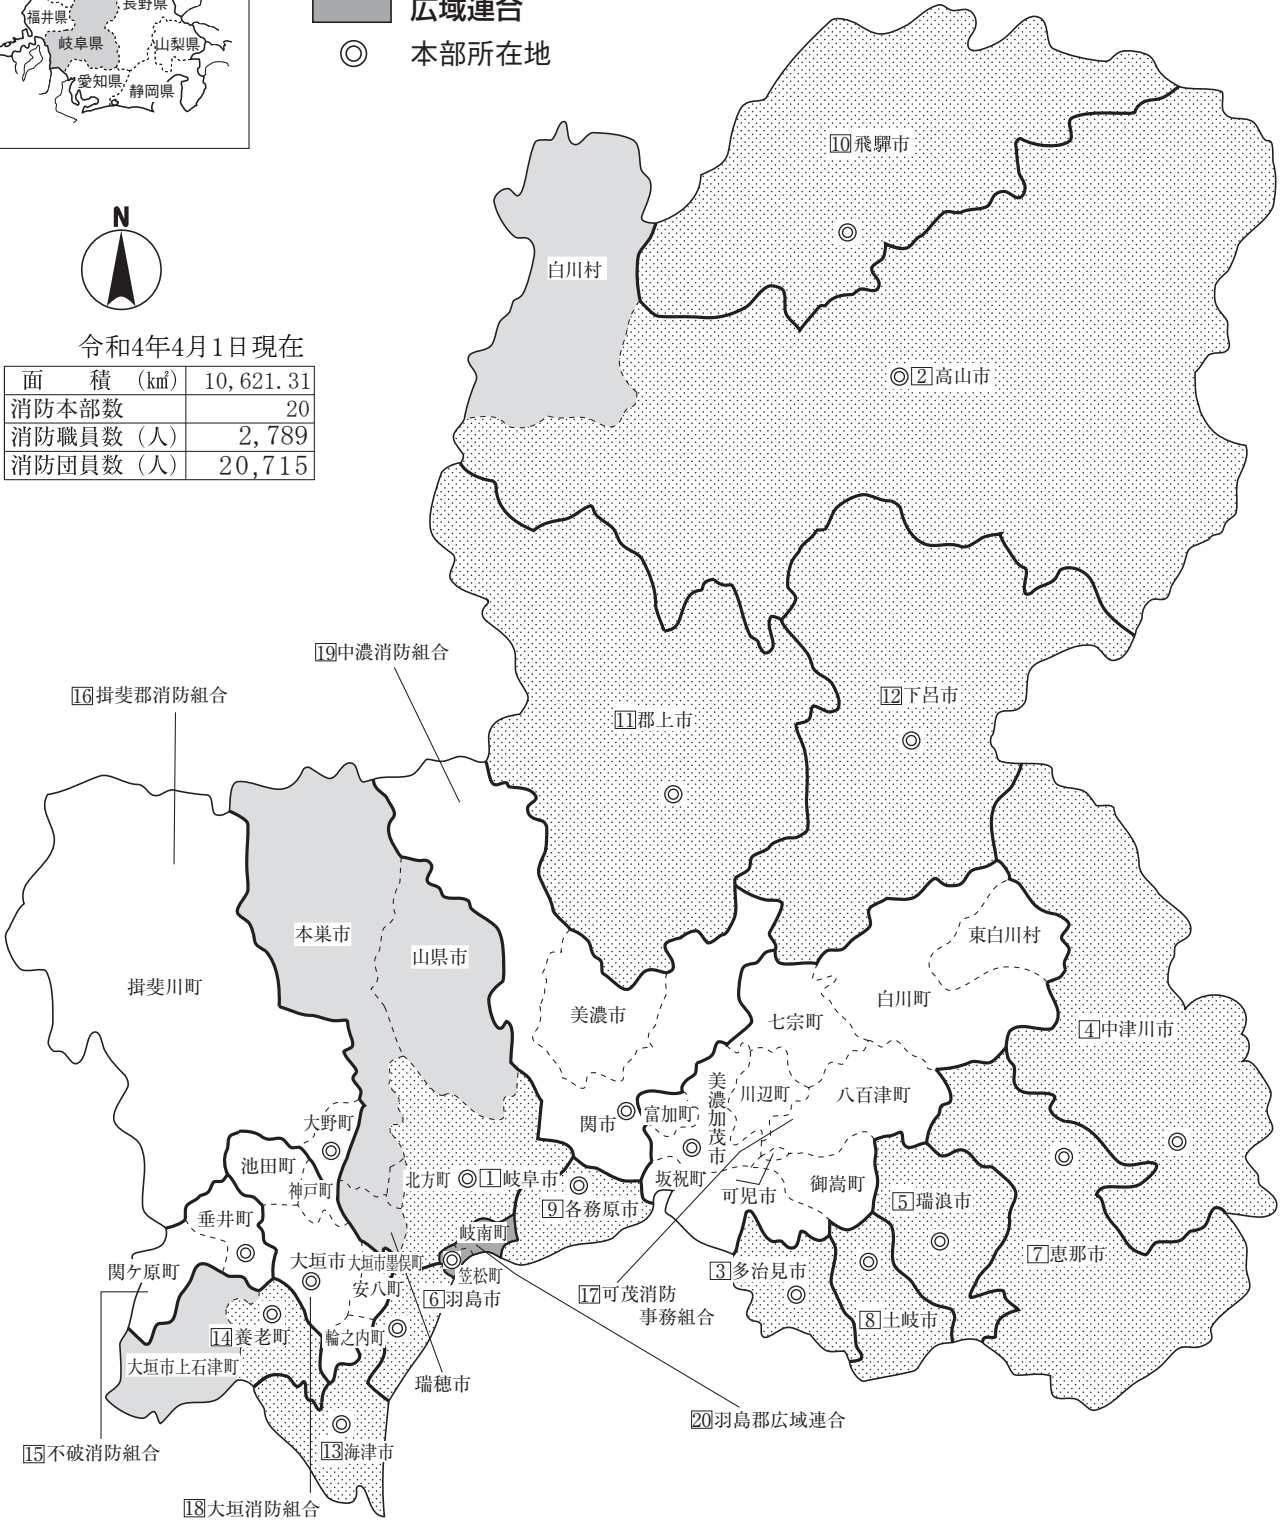 福井県
長野県
岐阜県
山梨県
愛知県
静岡県
広域連合
◎ 本部所在地
N
令和4年4月1日現在
面 積 (㎢) 10,621.31
消防本部数 20
消防職員数（人） 2,789
消防団員数（人） 20,715
10飛驒市
白川村
2高山市
19中濃消防組合
16揖斐郡消防組合
11郡上市
12下呂市
本巣市
山県市
揖斐川町
東白川村
白川町
美濃市
七宗町
4中津川市
美濃加茂市
川辺町
八百津町
関市
富加町
大野町
池田町
神戸町
北方町
1岐阜市
坂祝町
可児市
御嵩町
5瑞浪市
9各務原市
垂井町
岐南町
7恵那市
関ケ原町
大垣市
大垣市墨俣町
笠松町
3多治見市
安八町
6羽島市
17可茂消防
事務組合
8土岐市
14養老町
輪之内町
大垣市上石津町
瑞穂市
20羽島郡広域連合
15不破消防組合
13海津市
18大垣消防組合